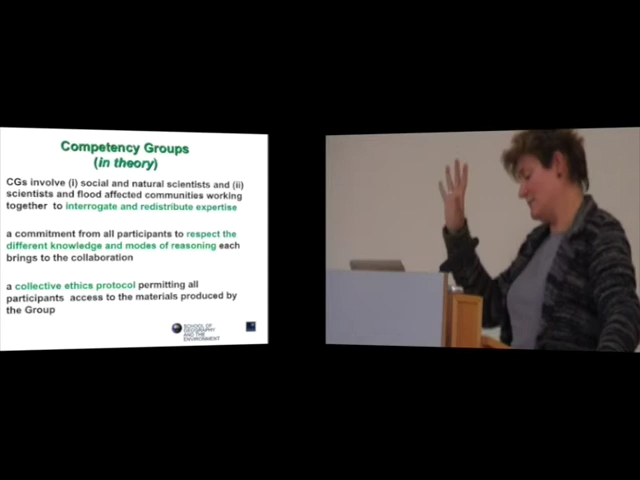 Competency Groups
(in theory)
CGs involve (i) social and natural scientists and (ii)
scientists and flood affected communities working
together to interrogate and redistribute expertise
a commitment from all participants to respect the
different knowledge and modes of reasoning each
brings to the collaboration
a collective ethics protocol permitting all
participants access to the materials produced by
the Group
SCHOOL OF
GEOGRAPHY
AND THE
ENVIRONMENT